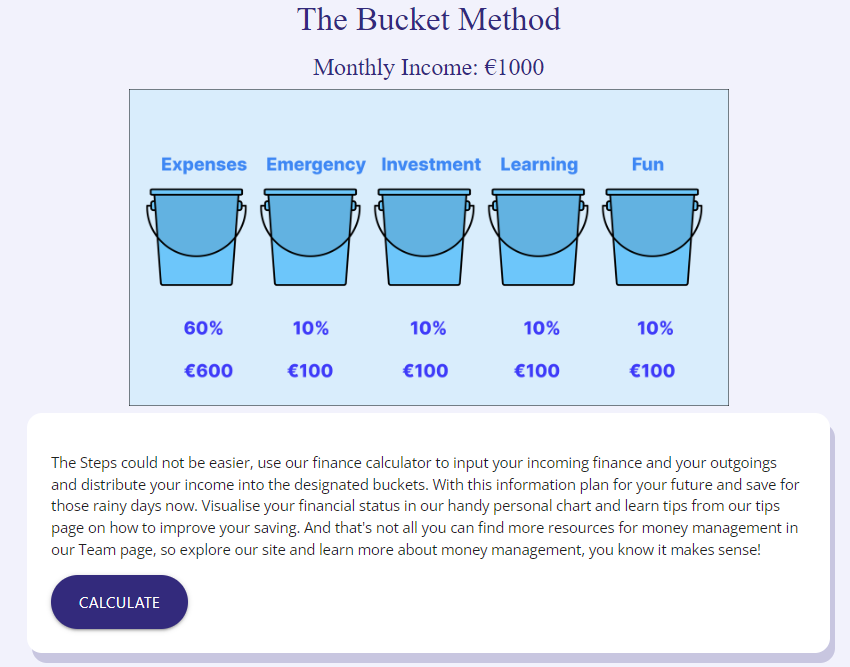 The Bucket Method
Monthly Income: €1000
Expenses Emergency Investment Learning Fun
60% 10% 10% 10% 10%
€600 €100 €100 €100 €100
The Steps could not be easier, use our finance calculator to input your incoming finance and your outgoings
and distribute your income into the designated buckets. With this information plan for your future and save for
those rainy days now. Visualise your financial status in our handy personal chart and learn tips from our tips
page on how to improve your saving. And that's not all you can find more resources for money management in
our Team page, so explore our site and learn more about money management, you know it makes sense!
CALCULATE